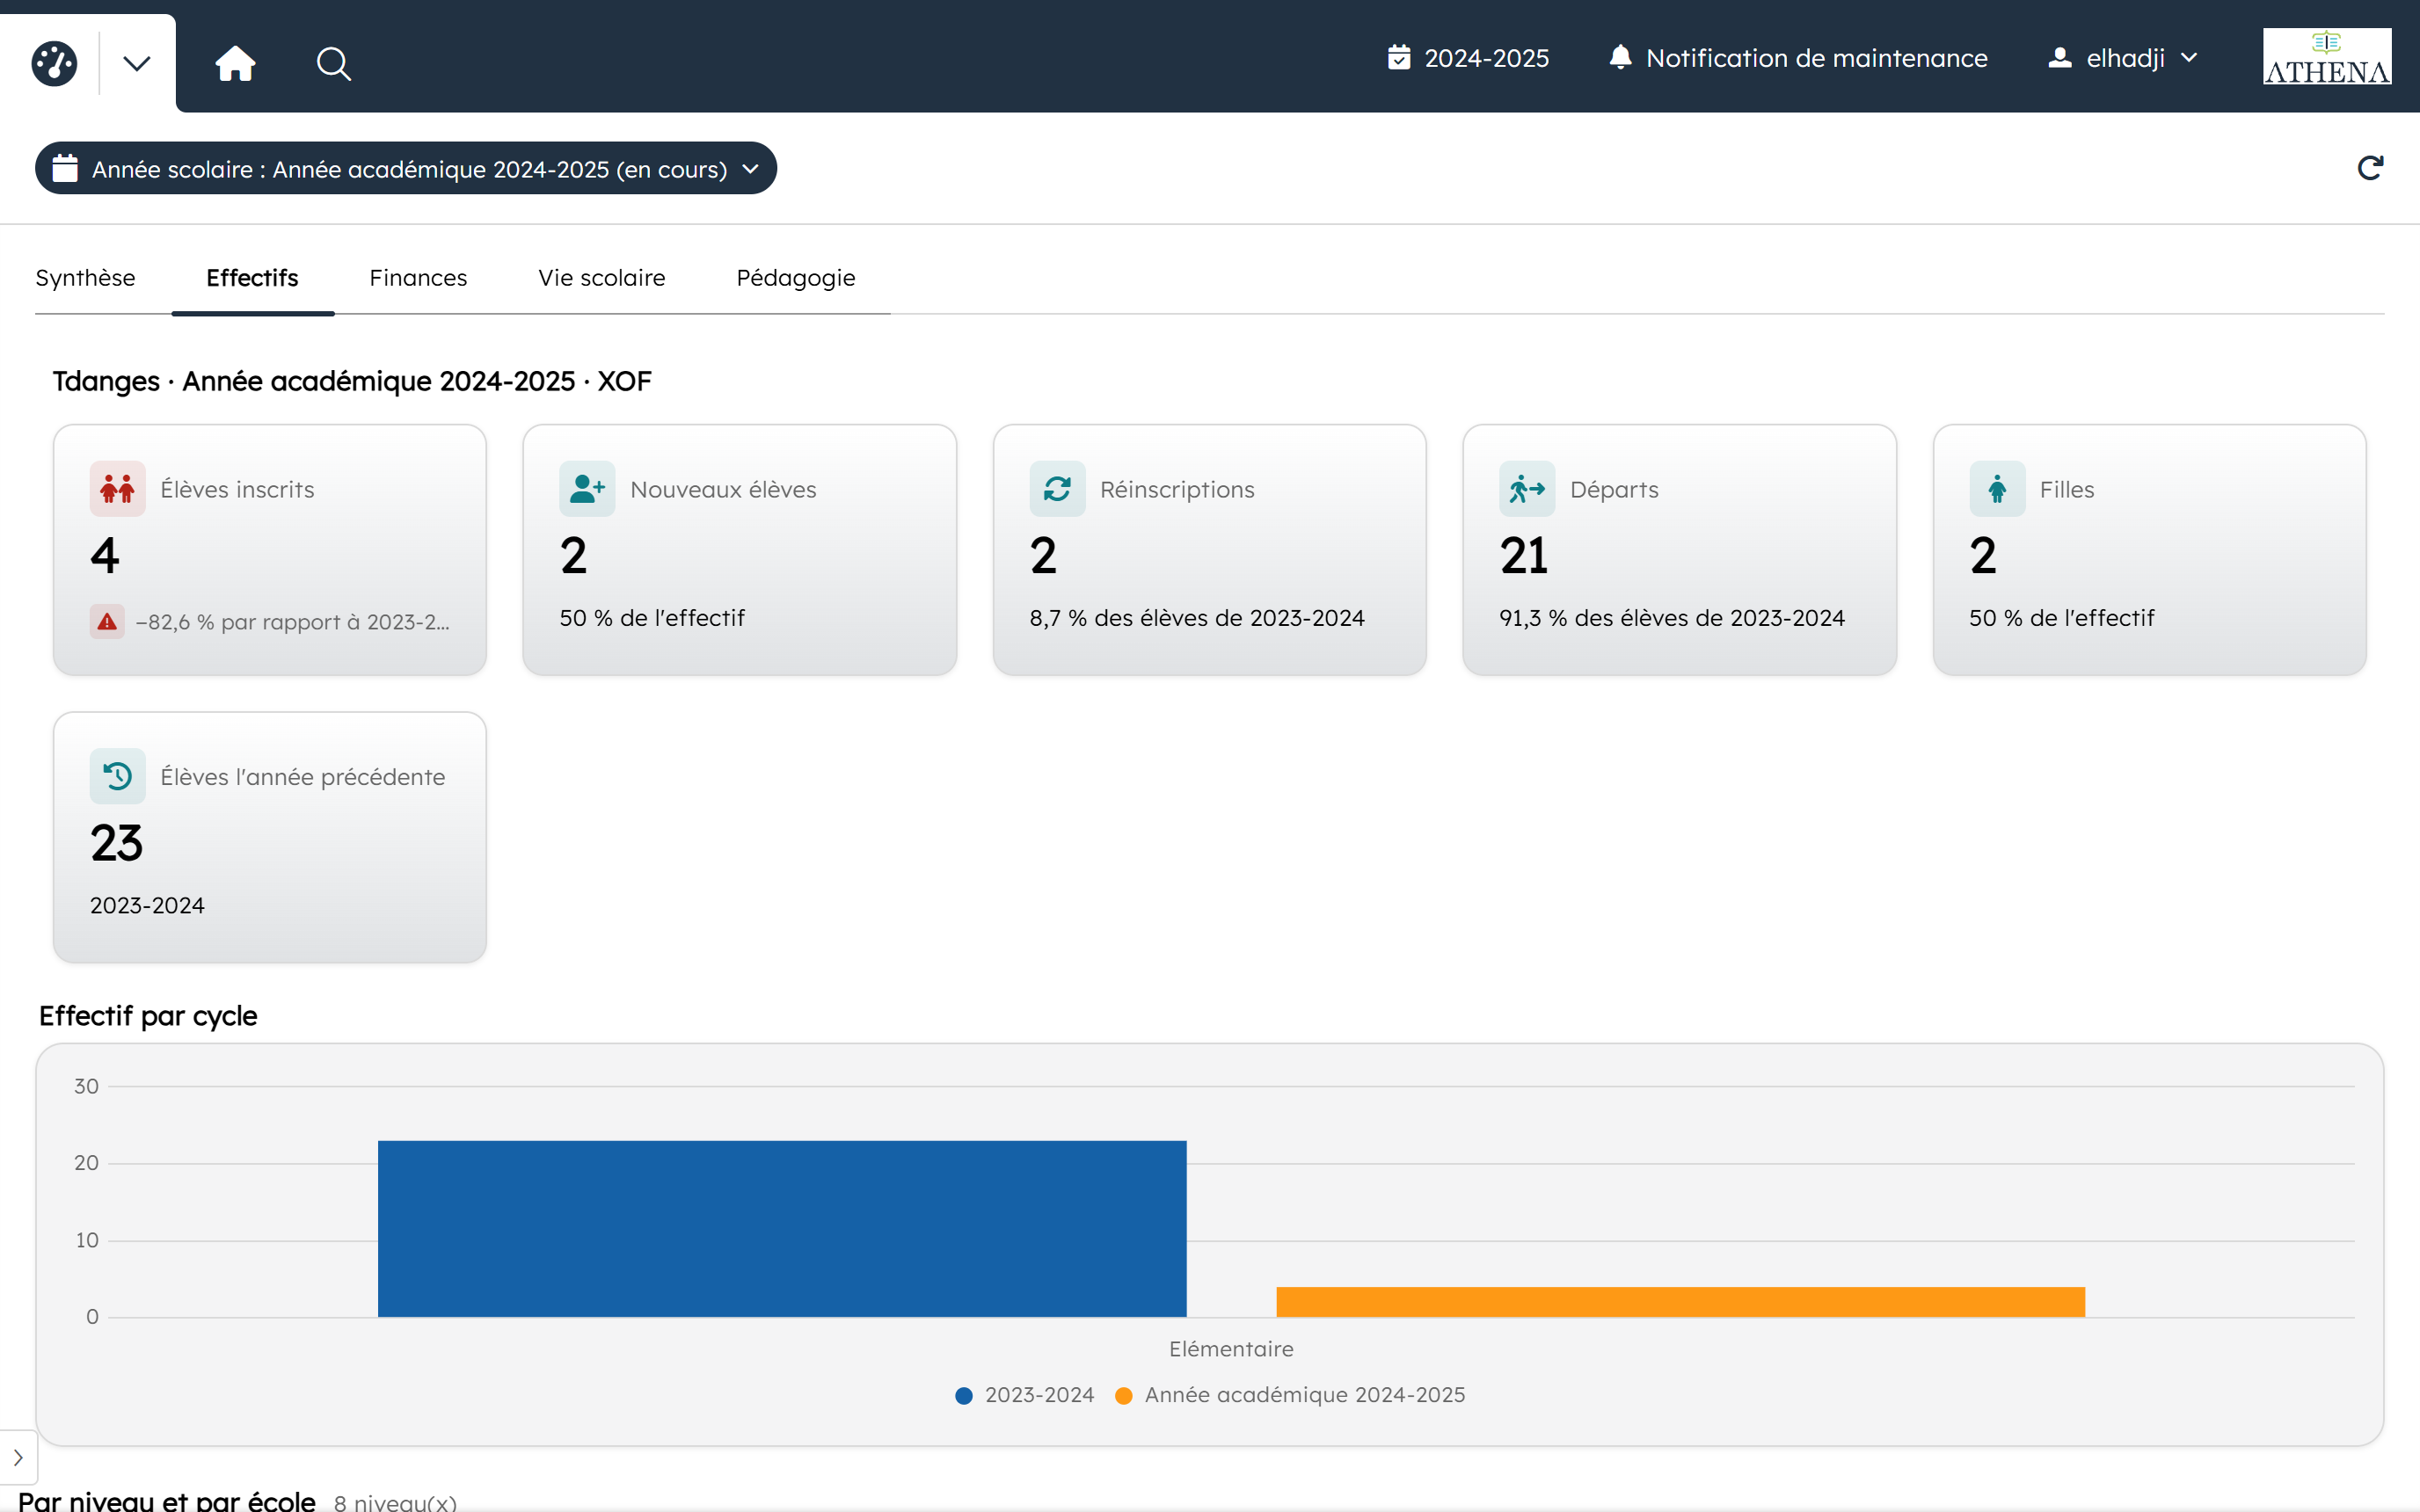 2024-2025
Notification de maintenance
elhadji
ATHENA
Année scolaire : Année académique 2024-2025 (en cours)
Synthèse
Effectifs
Finances
Vie scolaire
Pédagogie
Tdanges · Année académique 2024-2025 · XOF
Élèves inscrits
4
−82,6 % par rapport à 2023-2...
Nouveaux élèves
2
50 % de l'effectif
Réinscriptions
2
8,7 % des élèves de 2023-2024
Départs
21
91,3 % des élèves de 2023-2024
Filles
2
50 % de l'effectif
Élèves l'année précédente
23
2023-2024
Effectif par cycle
30
20
10
0
Elémentaire
2023-2024
Année académique 2024-2025
Par niveau et par école 8 niveau(x)